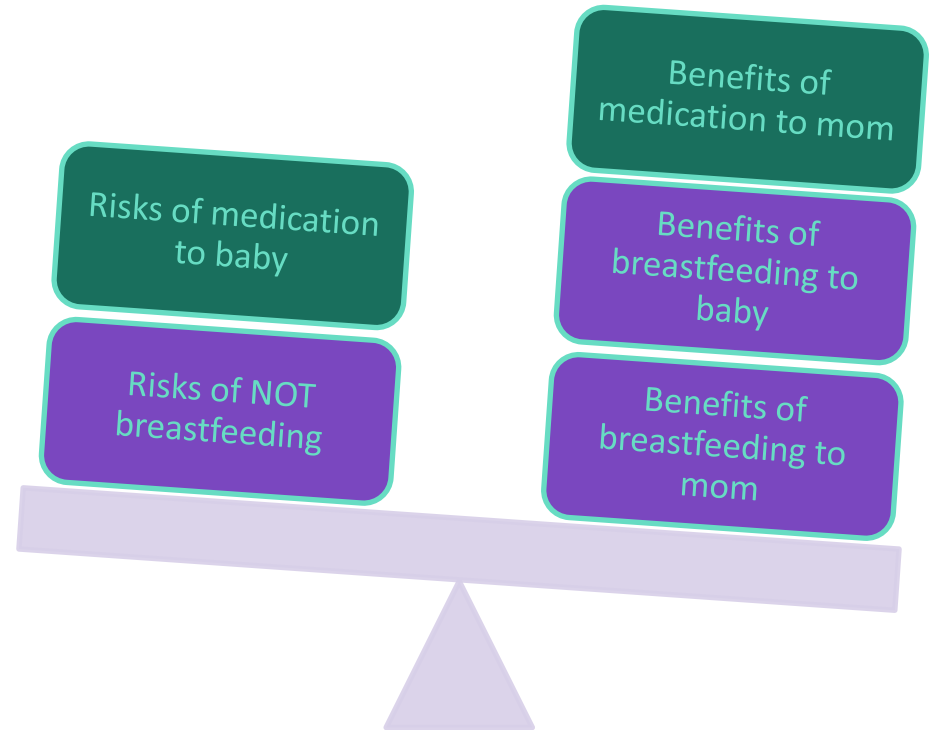 Risks of medication
to baby
Risks of NOT
breastfeeding
Benefits of
medication to mom
Benefits of
breastfeeding to
baby
Benefits of
breastfeeding to
mom